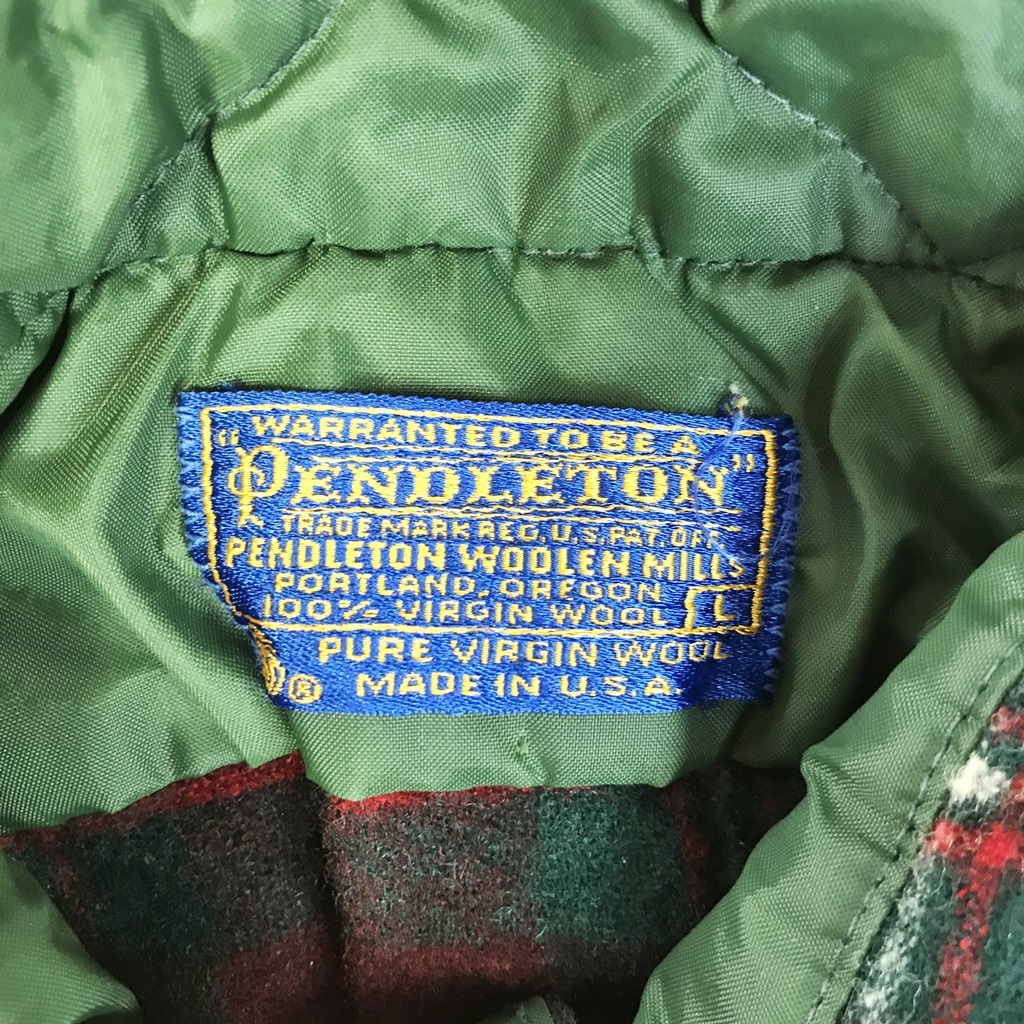 WARRANTED TO BE A
"PENDLETON"
TRADE MARK REG. U.S. PAT. OFF.
PENDLETON WOOLEN MILLS
PORTLAND, OREGON
100% VIRGIN WOOL L
PURE VIRGIN WOOL
® MADE IN U.S.A.